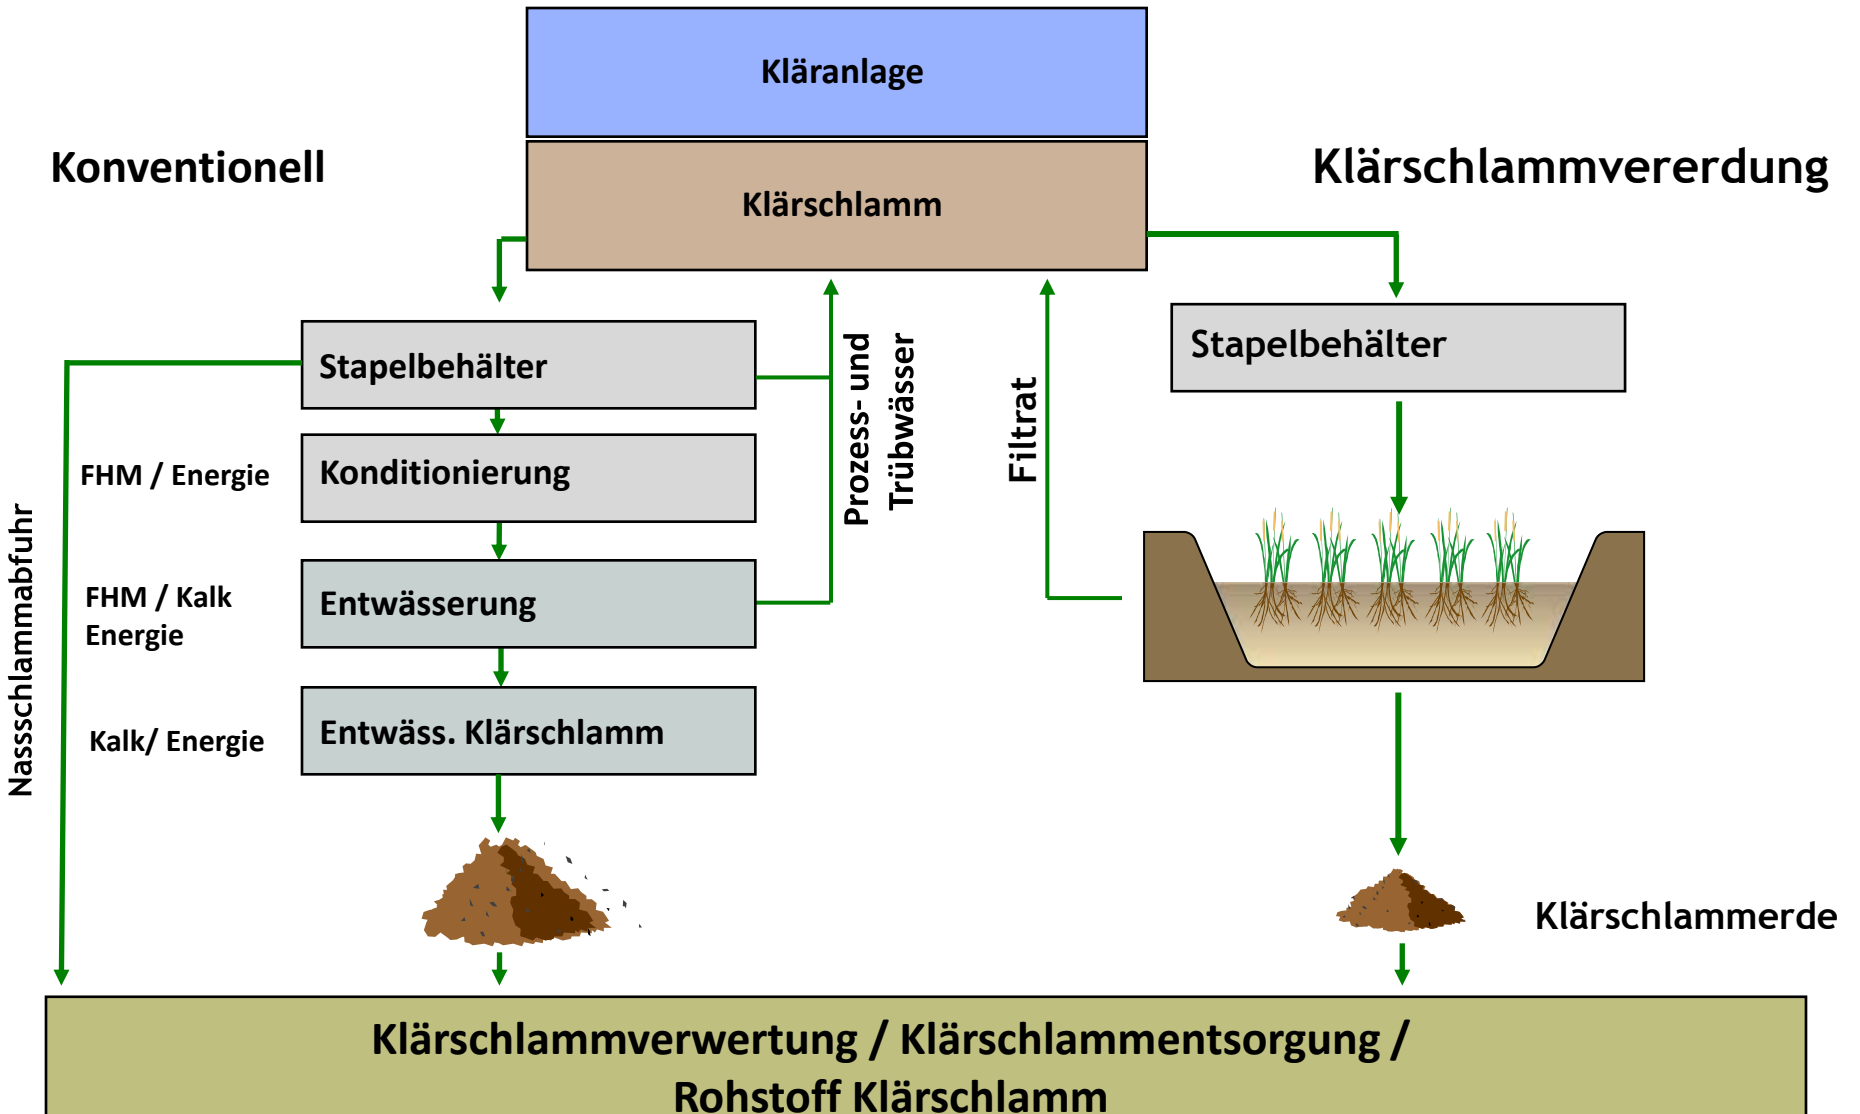 Kläranlage
Konventionell
Klärschlammvererdung
Klärschlamm
Stapelbehälter
Stapelbehälter
Prozess- und
Trübwässer
Filtrat
FHM / Energie
Konditionierung
Nassschlammabfuhr
FHM / Kalk
Energie
Entwässerung
Kalk/ Energie
Entwäss. Klärschlamm
Klärschlammerde
Klärschlammverwertung / Klärschlammentsorgung /
Rohstoff Klärschlamm